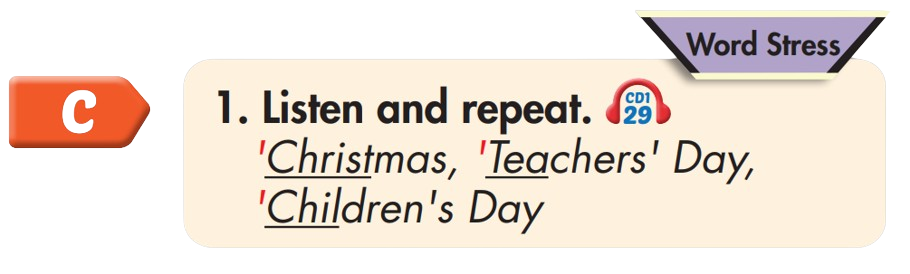 Word Stress
C
1. Listen and repeat. CD1 29
'Christmas, 'Teachers' Day,
'Children's Day